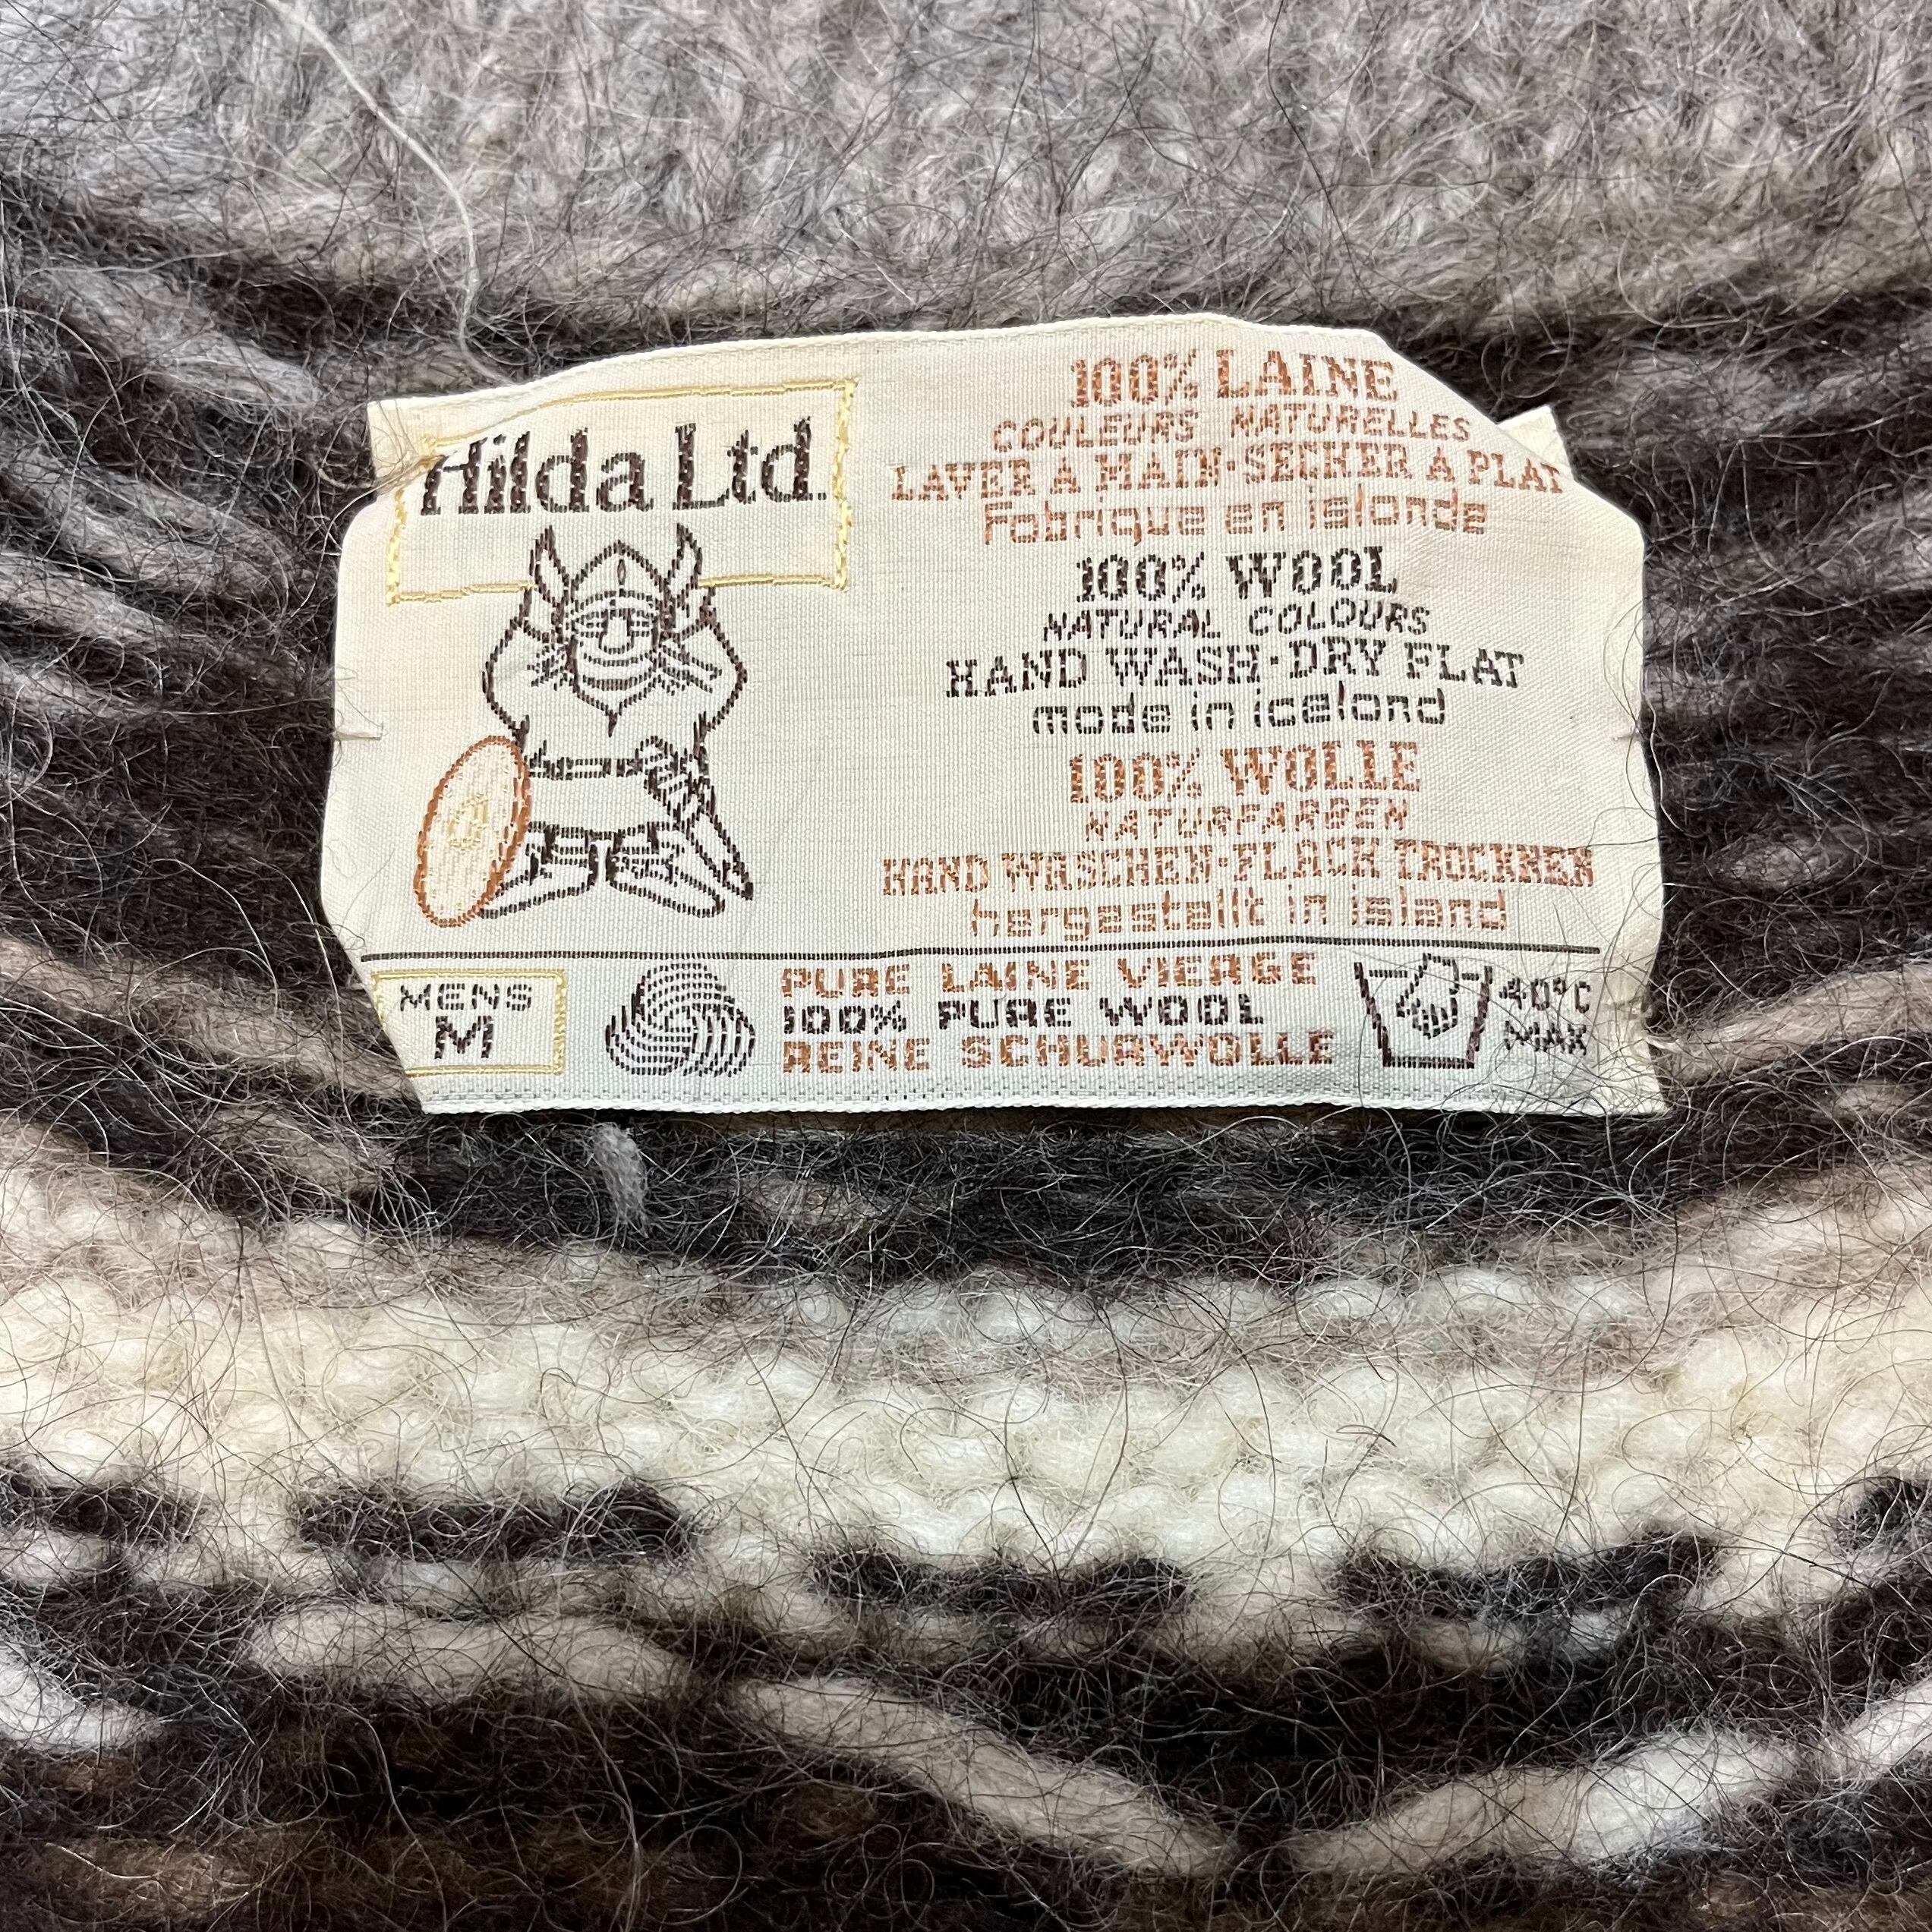 Hilda Ltd.
100% LAINE
COULEURS NATURELLES
LAVER A MAIN·SECHER A PLAT
Fabrique en islande
100% WOOL
NATURAL COLOURS
HAND WASH·DRY FLAT
made in iceland
100% WOLLE
NATURFARBEN
HAND WASCHEN·FLACH TROCKNEN
hergestellt in island
MENS
M
PURE LAINE VIERGE
100% PURE WOOL
REINE SCHURWOLLE
40°C
MAX